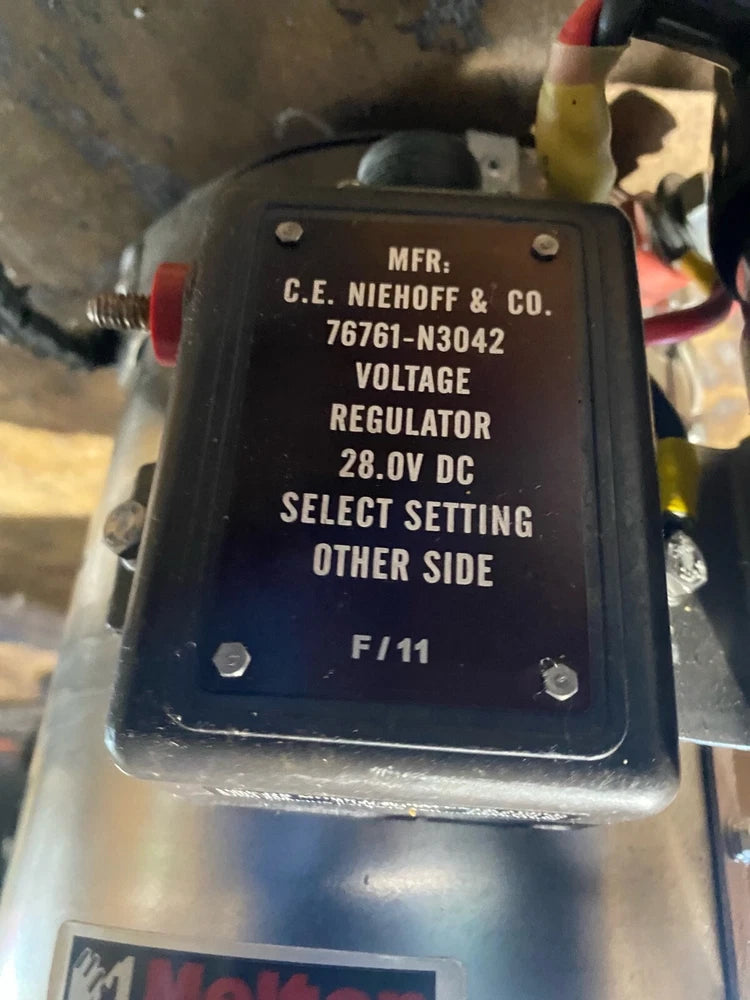 MFR:
C.E. NIEHOFF & CO.
76761-N3042
VOLTAGE
REGULATOR
28.0V DC
SELECT SETTING
OTHER SIDE
F/11